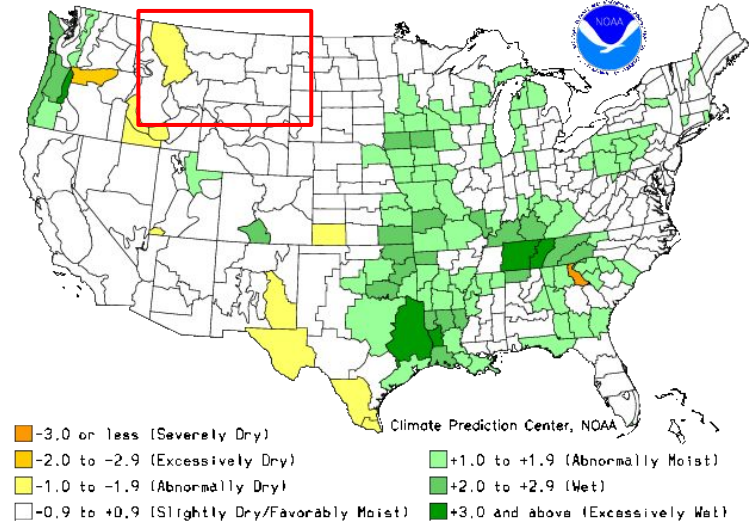 NOAA
Climate Prediction Center, NOAA
-3.0 or less (Severely Dry)
-2.0 to -2.9 (Excessively Dry)
-1.0 to -1.9 (Abnormally Dry)
-0.9 to +0.9 (Slightly Dry/Favorably Moist)
+1.0 to +1.9 (Abnormally Moist)
+2.0 to +2.9 (Wet)
+3.0 and above (Excessively Wet)